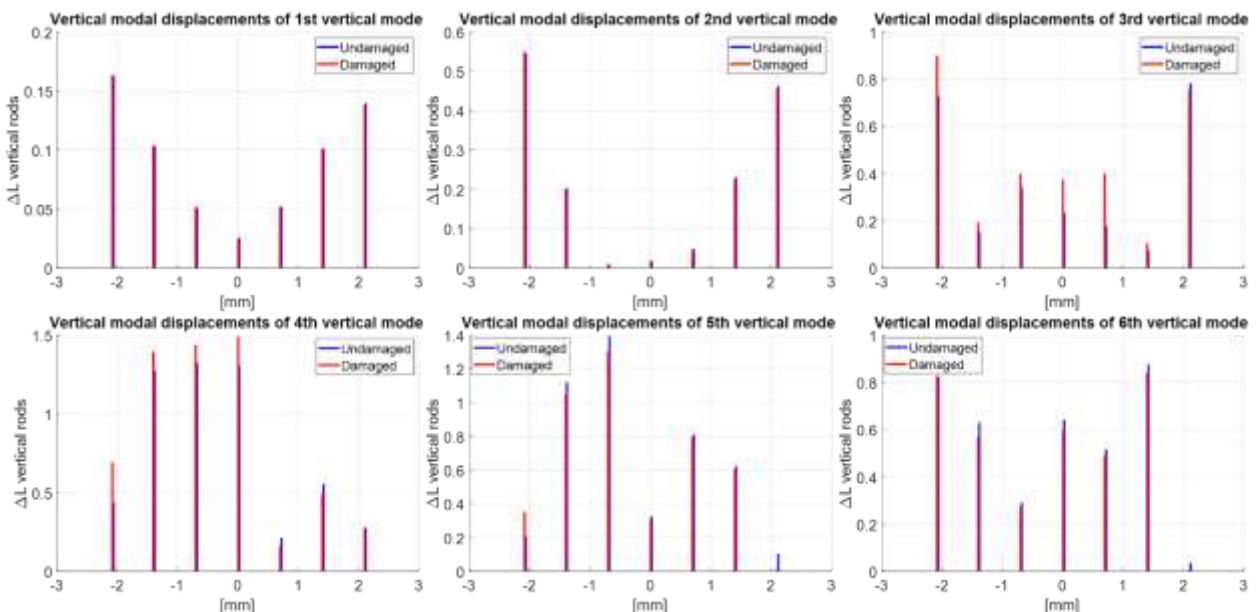 Vertical modal displacements of 1st vertical mode
0.2
0.15
0.1
0.05
0
ΔL vertical rods
Undamaged
Damaged
-3 -2 -1 0 1 2 3
[mm]
Vertical modal displacements of 2nd vertical mode
0.6
0.5
0.4
0.3
0.2
0.1
0
ΔL vertical rods
Undamaged
Damaged
-3 -2 -1 0 1 2 3
[mm]
Vertical modal displacements of 3rd vertical mode
1
0.8
0.6
0.4
0.2
0
ΔL vertical rods
Undamaged
Damaged
-3 -2 -1 0 1 2 3
[mm]
Vertical modal displacements of 4th vertical mode
1.5
1
0.5
0
ΔL vertical rods
Undamaged
Damaged
-3 -2 -1 0 1 2 3
[mm]
Vertical modal displacements of 5th vertical mode
1.4
1.2
1
0.8
0.6
0.4
0.2
0
ΔL vertical rods
Undamaged
Damaged
-3 -2 -1 0 1 2 3
[mm]
Vertical modal displacements of 6th vertical mode
1
0.8
0.6
0.4
0.2
0
ΔL vertical rods
Undamaged
Damaged
-3 -2 -1 0 1 2 3
[mm]